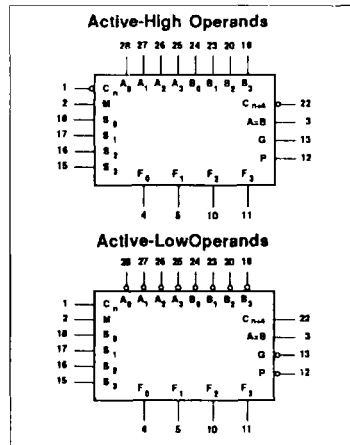 Active-High Operands
28 27 26 25 24 23 20 19
A0 A1 A2 A3 B0 B1 B2 B3
1 Cn Cn+4 22
2 M A=B 3
18 S0 G 13
17 S1 P 12
16 S2
15 S3
F0 F1 F2 F3
4 5 10 11
Active-LowOperands
28 27 26 25 24 23 20 19
A0 A1 A2 A3 B0 B1 B2 B3
1 Cn Cn+4 22
2 M A=B 3
18 S0 G 13
17 S1 P 12
16 S2
15 S3
F0 F1 F2 F3
4 5 10 11